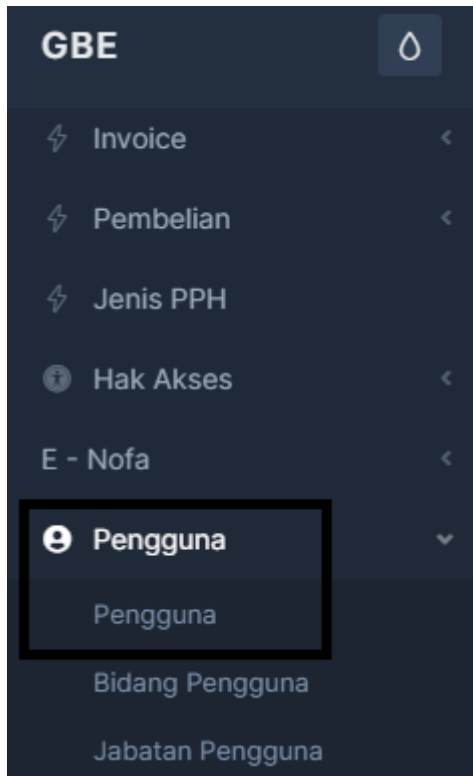 GBE
Invoice
Pembelian
Jenis PPH
Hak Akses
E - Nofa
Pengguna
Pengguna
Bidang Pengguna
Jabatan Pengguna